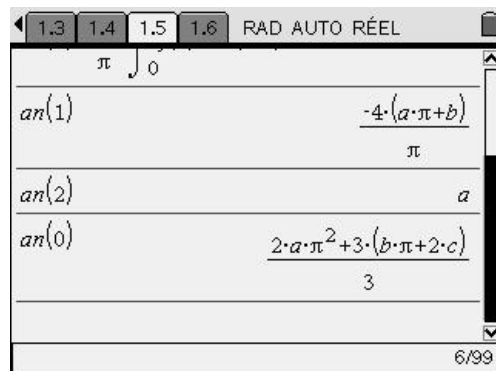 1.3 1.4 1.5 1.6 RAD AUTO RÉEL
π ∫ 0
an(1) -4·(a·π+b)
π
an(2) a
an(0) 2·a·π²+3·(b·π+2·c)
3
6/99